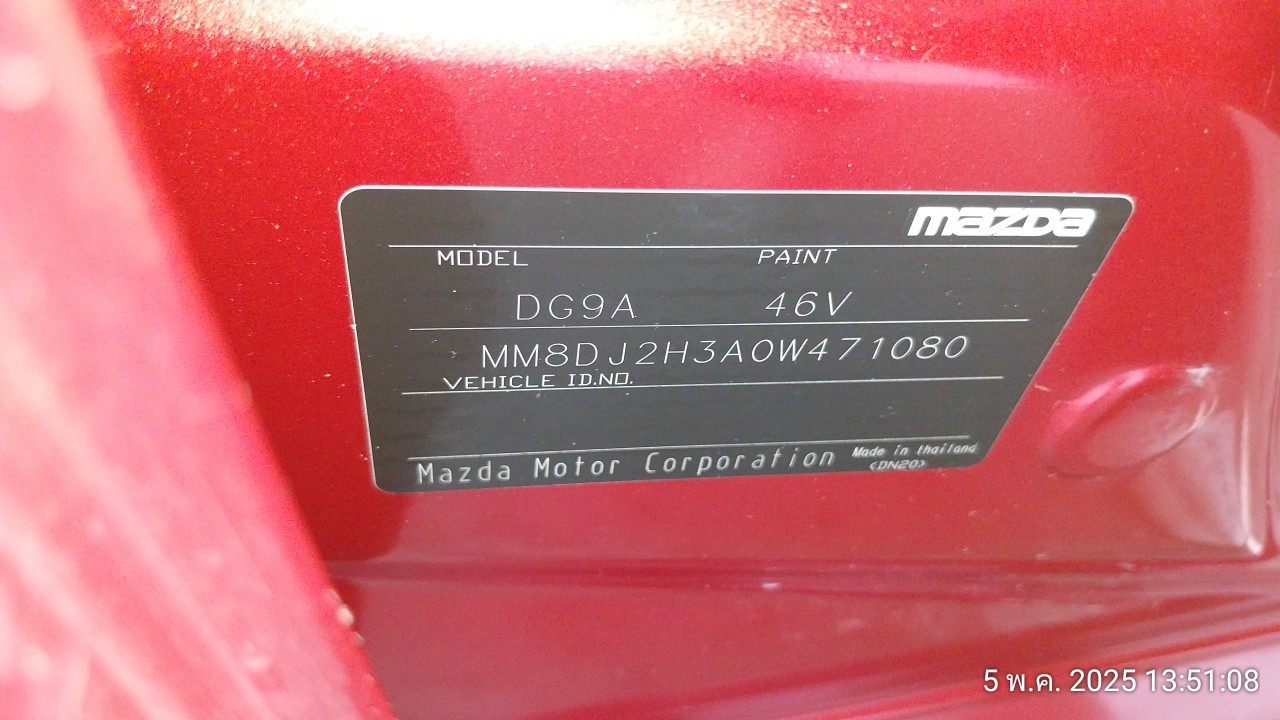 mazda
MODEL PAINT
DG9A 46V
MM8DJ2H3A0W471080
VEHICLE ID.NO.
Mazda Motor Corporation Made in thailand
<DN20>
5 พ.ค. 2025 13:51:08